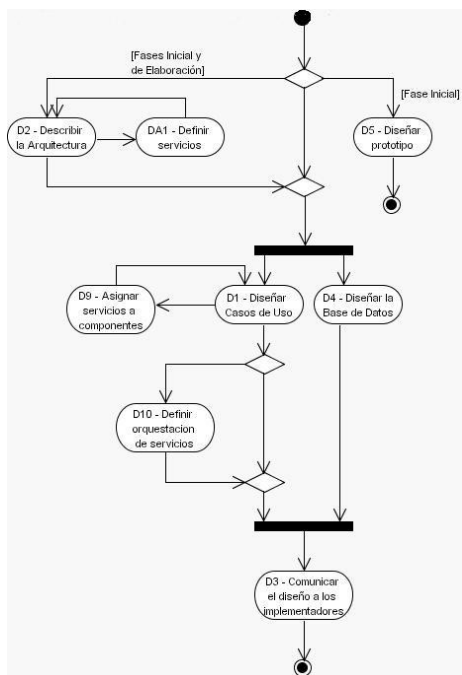 [Fases Inicial y
de Elaboración]
[Fase Inicial]
D2 - Describir
la Arquitectura
DA1 - Definir
servicios
D5 - Diseñar
prototipo
D9 - Asignar
servicios a
componentes
D1 - Diseñar
Casos de Uso
D4 - Diseñar la
Base de Datos
D10 - Definir
orquestacion
de servicios
D3 - Comunicar
el diseño a los
implementadores